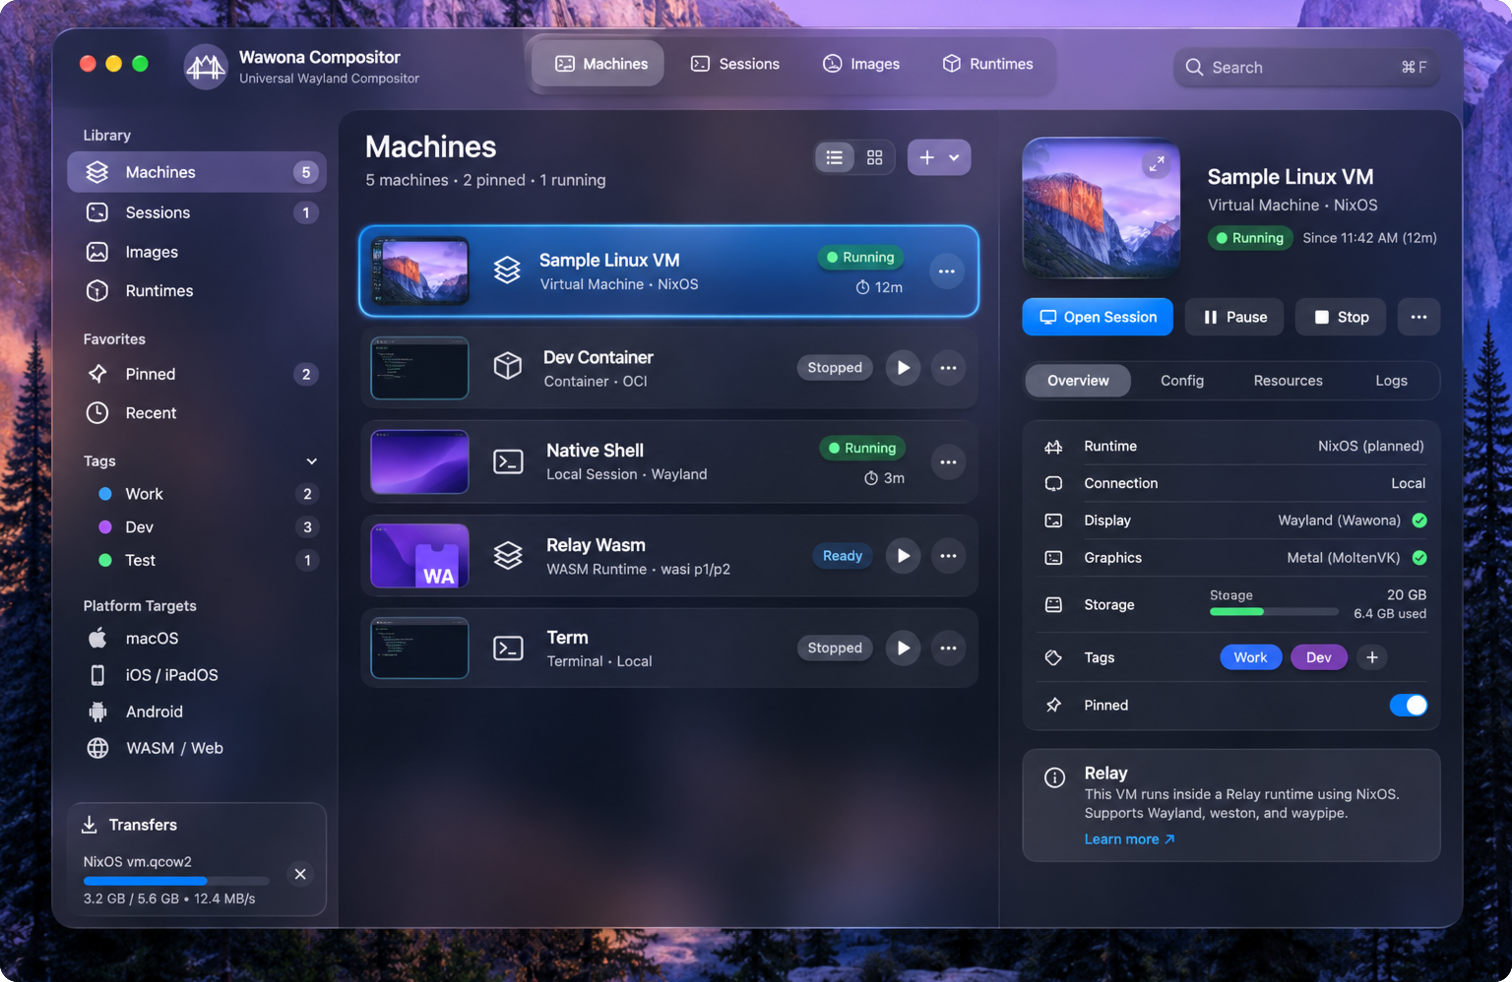 Wawona Compositor
Universal Wayland Compositor
Machines
Sessions
Images
Runtimes
Search
⌘ F
Library
Machines 5
Sessions 1
Images
Runtimes
Favorites
Pinned 2
Recent
Tags
Work 2
Dev 3
Test 1
Platform Targets
macOS
iOS / iPadOS
Android
WASM / Web
Transfers
NixOS vm.qcow2
3.2 GB / 5.6 GB • 12.4 MB/s
Machines
5 machines • 2 pinned • 1 running
Sample Linux VM
Virtual Machine • NixOS
Running
12m
Dev Container
Container • OCI
Stopped
Native Shell
Local Session • Wayland
Running
3m
WA
Relay Wasm
WASM Runtime • wasi p1/p2
Ready
Term
Terminal • Local
Stopped
Sample Linux VM
Virtual Machine • NixOS
Running Since 11:42 AM (12m)
Open Session
Pause
Stop
Overview
Config
Resources
Logs
Runtime NixOS (planned)
Connection Local
Display Wayland (Wawona)
Graphics Metal (MoltenVK)
Storage 20 GB
6.4 GB used
Tags Work Dev
Pinned
Relay
This VM runs inside a Relay runtime using NixOS.
Supports Wayland, weston, and waypipe.
Learn more ↗